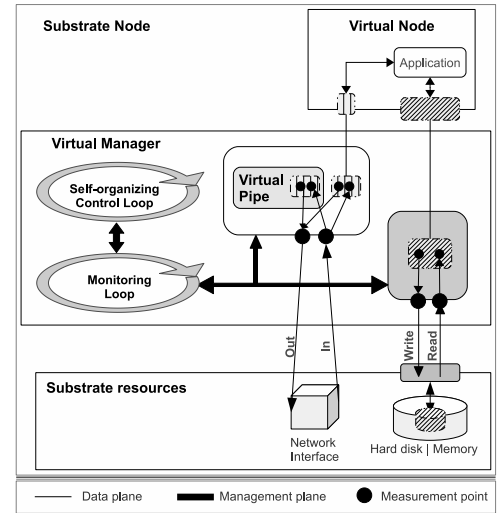 Substrate Node
Virtual Node
Application
Virtual Manager
Self-organizing
Control Loop
Virtual
Pipe
Monitoring
Loop
Out
In
Write
Read
Substrate resources
Network
Interface
Hard disk | Memory
Data plane
Management plane
Measurement point